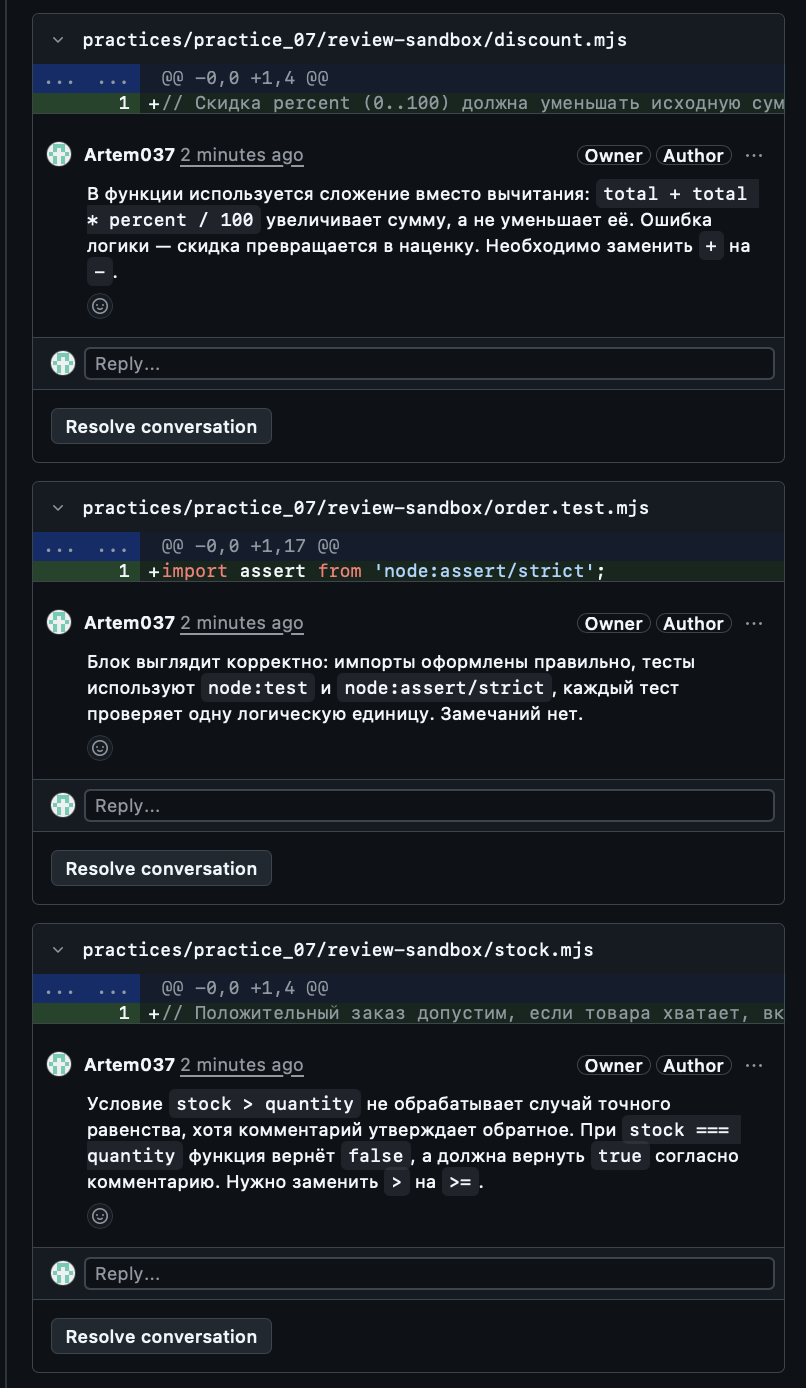 practices/practice_07/review-sandbox/discount.mjs
... ... @@ -0,0 +1,4 @@
1 +// Скидка percent (0..100) должна уменьшать исходную сум
Artem037 2 minutes ago Owner Author ...
В функции используется сложение вместо вычитания: total + total
* percent / 100 увеличивает сумму, а не уменьшает её. Ошибка
логики — скидка превращается в наценку. Необходимо заменить + на
-.
Reply...
Resolve conversation
practices/practice_07/review-sandbox/order.test.mjs
... ... @@ -0,0 +1,17 @@
1 +import assert from 'node:assert/strict';
Artem037 2 minutes ago Owner Author ...
Блок выглядит корректно: импорты оформлены правильно, тесты
используют node:test и node:assert/strict, каждый тест
проверяет одну логическую единицу. Замечаний нет.
Reply...
Resolve conversation
practices/practice_07/review-sandbox/stock.mjs
... ... @@ -0,0 +1,4 @@
1 +// Положительный заказ допустим, если товара хватает, вк
Artem037 2 minutes ago Owner Author ...
Условие stock > quantity не обрабатывает случай точного
равенства, хотя комментарий утверждает обратное. При stock ===
quantity функция вернёт false, а должна вернуть true согласно
комментарию. Нужно заменить > на >=.
Reply...
Resolve conversation